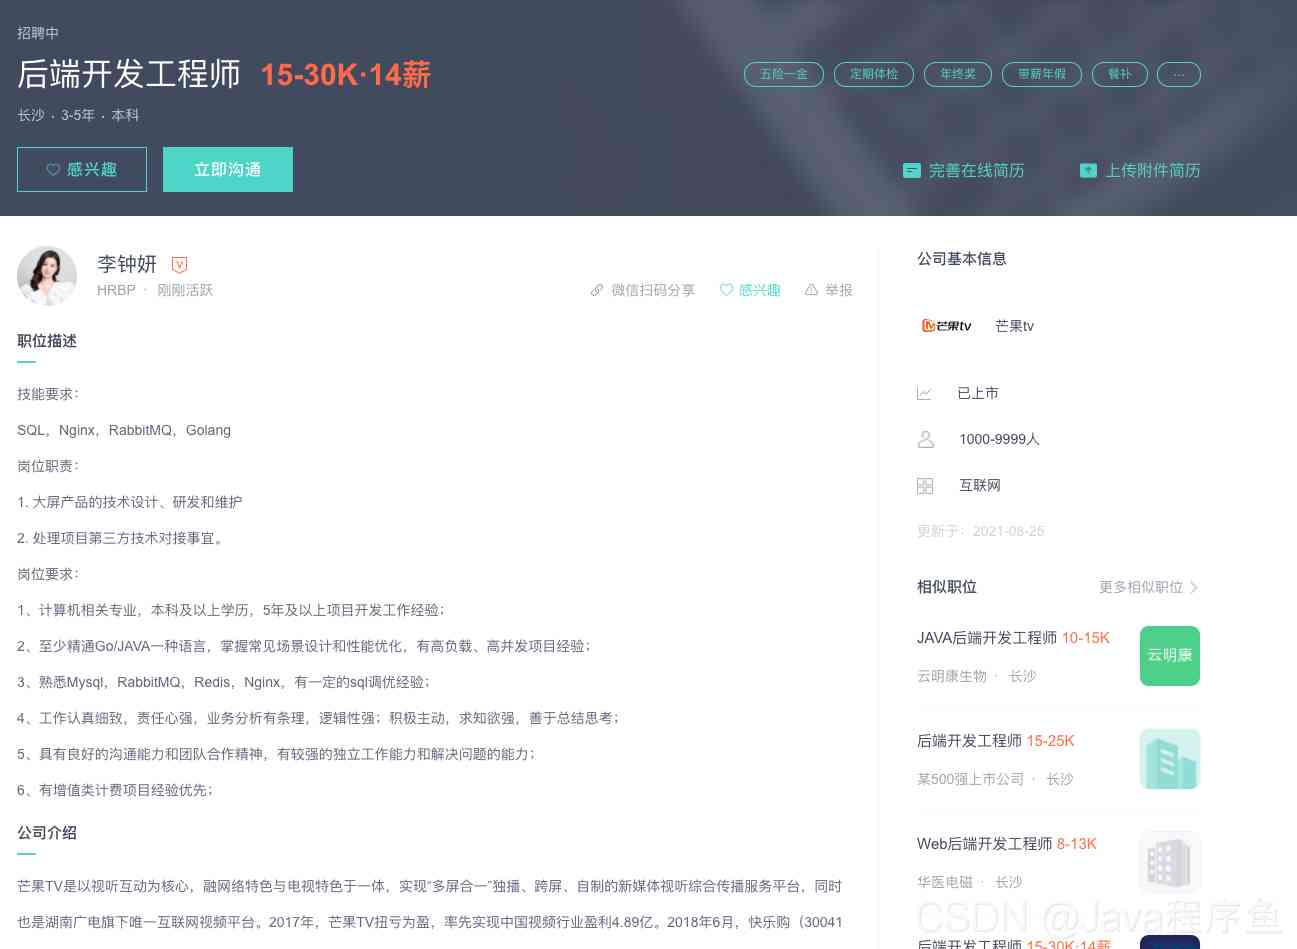 招聘中
后端开发工程师 15-30K·14薪
五险一金 定期体检 年终奖 带薪年假 餐补 ...
长沙 · 3-5年 · 本科
感兴趣 立即沟通
完善在线简历 上传附件简历
李钟妍
HRBP · 刚刚活跃
微信扫码分享 感兴趣 举报
职位描述
技能要求：
SQL，Nginx，RabbitMQ，Golang
岗位职责：
1. 大屏产品的技术设计、研发和维护
2. 处理项目第三方技术对接事宜。
岗位要求：
1、计算机相关专业，本科及以上学历，5年及以上项目开发工作经验；
2、至少精通Go/JAVA一种语言，掌握常见场景设计和性能优化，有高负载、高并发项目经验；
3、熟悉Mysql，RabbitMQ，Redis，Nginx，有一定的sql调优经验；
4、工作认真细致，责任心强，业务分析有条理，逻辑性强；积极主动，求知欲强，善于总结思考；
5、具有良好的沟通能力和团队合作精神，有较强的独立工作能力和解决问题的能力；
6、有增值类计费项目经验优先；
公司介绍
芒果TV是以视听互动为核心，融网络特色与电视特色于一体，实现“多屏合一”独播、跨屏、自制的新媒体视听综合传播服务平台，同时
也是湖南广电旗下唯一互联网视频平台。2017年，芒果TV扭亏为盈，率先实现中国视频行业盈利4.89亿。2018年6月，快乐购（30041
公司基本信息
芒果tv 芒果tv
已上市
1000-9999人
互联网
更新于：2021-08-25
相似职位 更多相似职位
JAVA后端开发工程师 10-15K
云明康生物 · 长沙
云明康
后端开发工程师 15-25K
某500强上市公司 · 长沙
Web后端开发工程师 8-13K
华医电磁 · 长沙
后端开发工程师 15-30K·14薪
CSDN @Java程序鱼